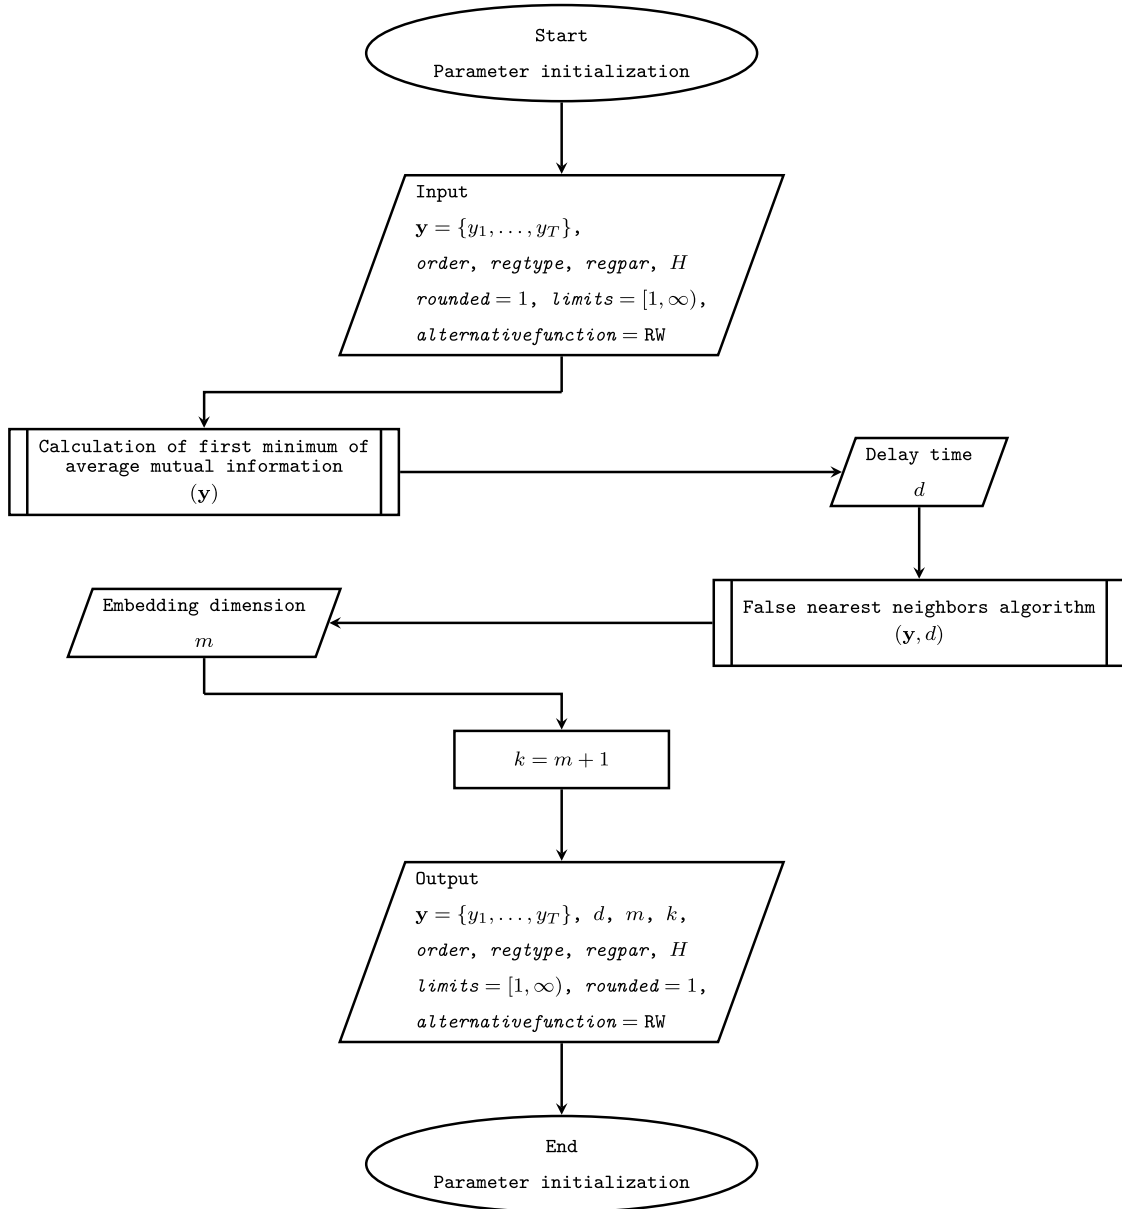 Start
Parameter initialization
Input
y = {y₁, . . . , y_T},
order, regtype, regpar, H
rounded = 1, limits = [1, ∞),
alternativefunction = RW
Calculation of first minimum of
average mutual information
(y)
Delay time
d
Embedding dimension
m
False nearest neighbors algorithm
(y, d)
k = m + 1
Output
y = {y₁, . . . , y_T}, d, m, k,
order, regtype, regpar, H
limits = [1, ∞), rounded = 1,
alternativefunction = RW
End
Parameter initialization